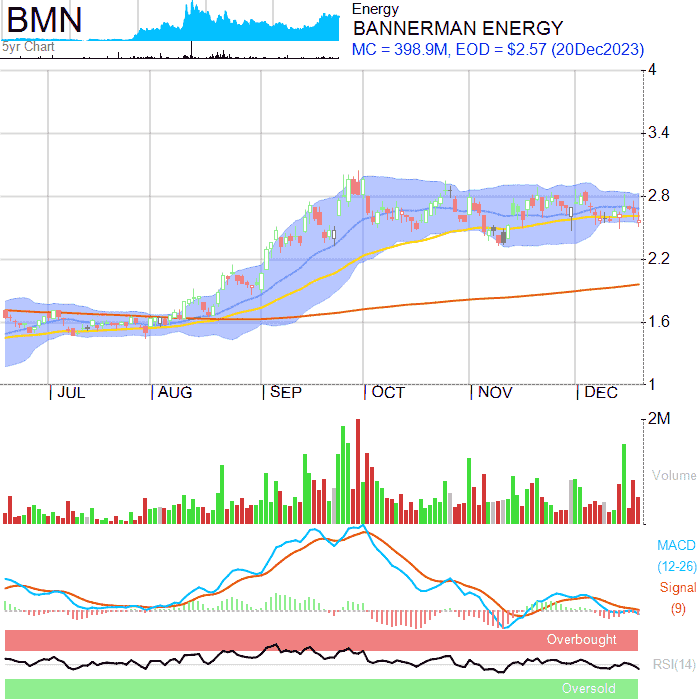 BMN
5yr Chart
Energy
BANNERMAN ENERGY
MC = 398.9M, EOD = $2.57 (20Dec2023)
4
3.4
2.8
2.2
1.6
1
JUL AUG SEP OCT NOV DEC
2M
Volume
MACD
(12-26)
Signal
(9)
Overbought
RSI(14)
Oversold